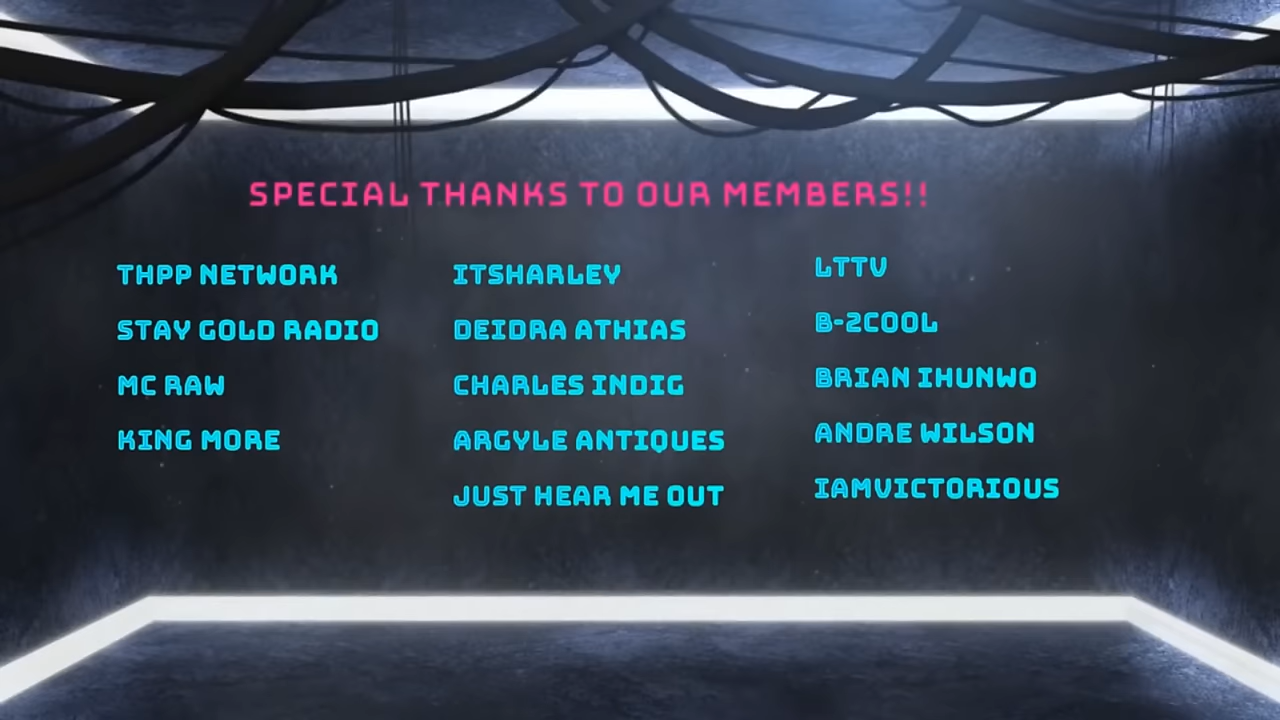 SPECIAL THANKS TO OUR MEMBERS!!
THPP NETWORK
STAY GOLD RADIO
MC RAW
KING MORE
ITSHARLEY
DEIDRA ATHIAS
CHARLES INDIG
ARGYLE ANTIQUES
JUST HEAR ME OUT
LTTV
B-2COOL
BRIAN IHUNWO
ANDRE WILSON
IAMVICTORIOUS